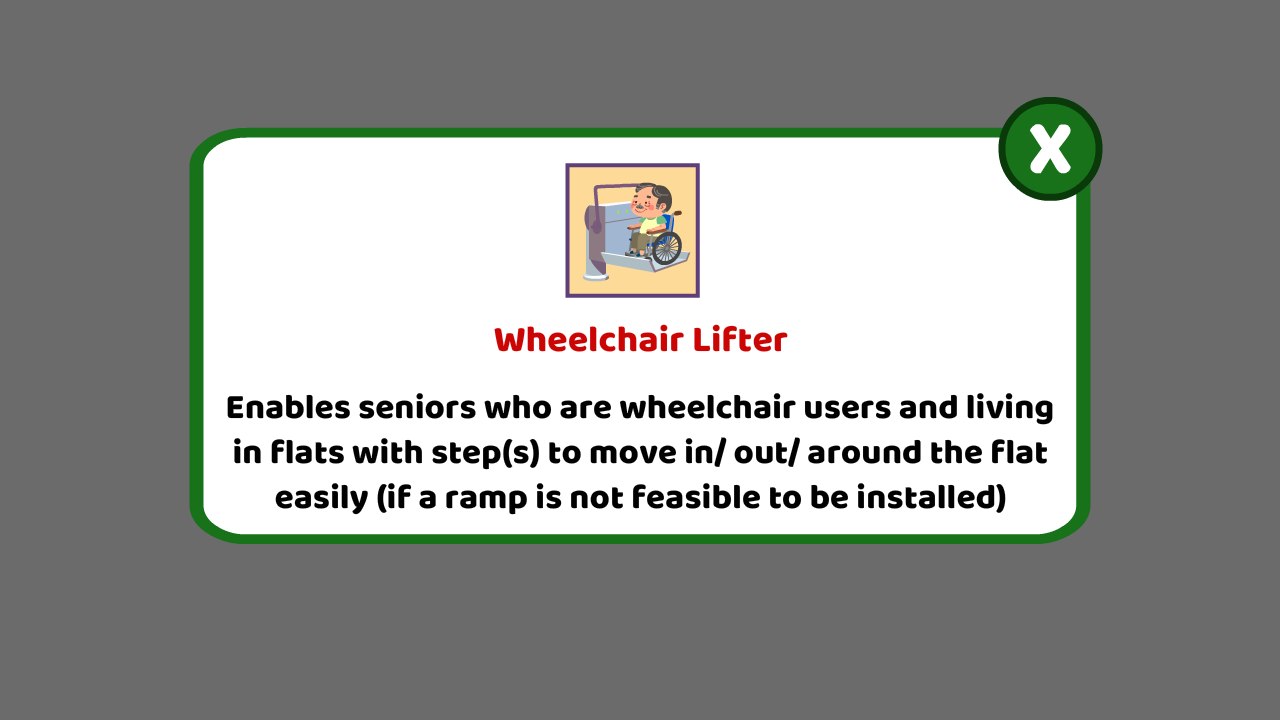 X
Wheelchair Lifter
Enables seniors who are wheelchair users and living
in flats with step(s) to move in/ out/ around the flat
easily (if a ramp is not feasible to be installed)